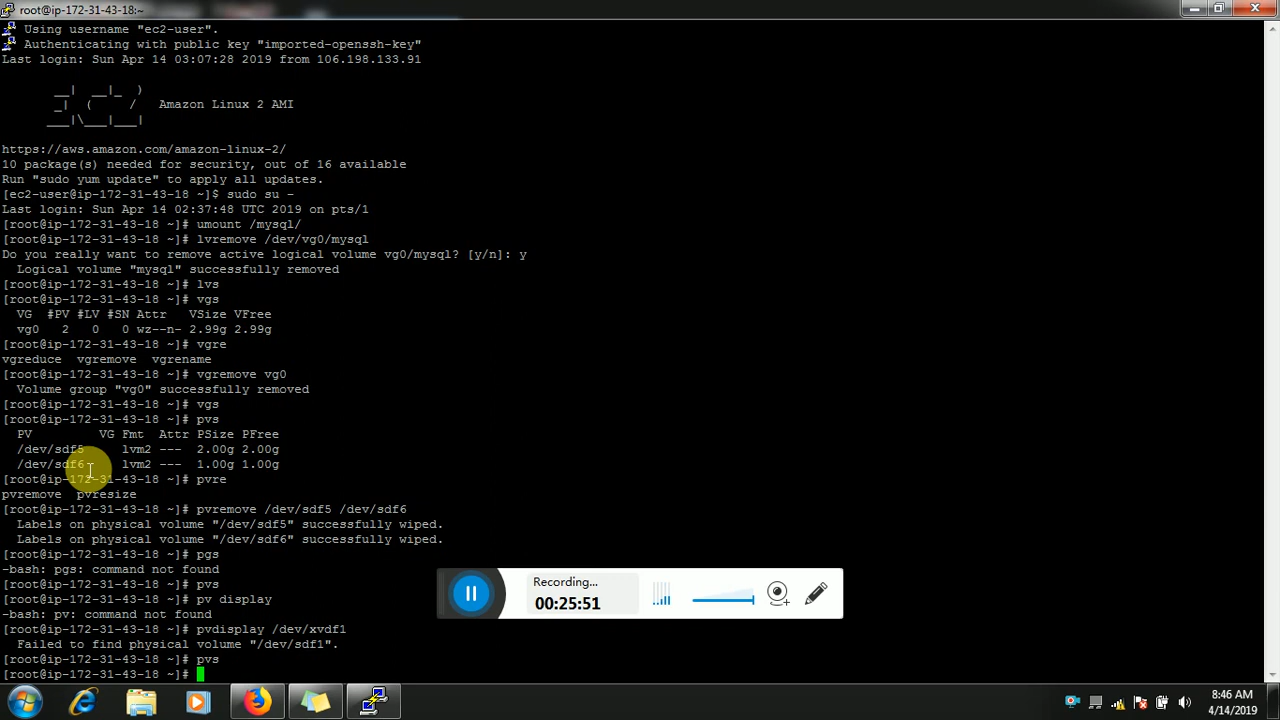 root@ip-172-31-43-18:~
Using username "ec2-user".
Authenticating with public key "imported-openssh-key"
Last login: Sun Apr 14 03:07:28 2019 from 106.198.133.91
__|  __|_  )
_|  (     /   Amazon Linux 2 AMI
___|\___|___|
https://aws.amazon.com/amazon-linux-2/
10 package(s) needed for security, out of 16 available
Run "sudo yum update" to apply all updates.
[ec2-user@ip-172-31-43-18 ~]$ sudo su -
Last login: Sun Apr 14 02:37:48 UTC 2019 on pts/1
[root@ip-172-31-43-18 ~]# umount /mysql/
[root@ip-172-31-43-18 ~]# lvremove /dev/vg0/mysql
Do you really want to remove active logical volume vg0/mysql? [y/n]: y
Logical volume "mysql" successfully removed
[root@ip-172-31-43-18 ~]# lvs
[root@ip-172-31-43-18 ~]# vgs
VG #PV #LV #SN Attr VSize VFree
vg0 2 0 0 wz--n- 2.99g 2.99g
[root@ip-172-31-43-18 ~]# vgre
vgreduce vgremove vgrename
[root@ip-172-31-43-18 ~]# vgremove vg0
Volume group "vg0" successfully removed
[root@ip-172-31-43-18 ~]# vgs
[root@ip-172-31-43-18 ~]# pvs
PV VG Fmt Attr PSize PFree
/dev/sdf5 lvm2 --- 2.00g 2.00g
/dev/sdf6 lvm2 --- 1.00g 1.00g
[root@ip-172-31-43-18 ~]# pvre
pvremove pvresize
[root@ip-172-31-43-18 ~]# pvremove /dev/sdf5 /dev/sdf6
Labels on physical volume "/dev/sdf5" successfully wiped.
Labels on physical volume "/dev/sdf6" successfully wiped.
[root@ip-172-31-43-18 ~]# pgs
-bash: pgs: command not found
[root@ip-172-31-43-18 ~]# pvs
[root@ip-172-31-43-18 ~]# pv display
-bash: pv: command not found
[root@ip-172-31-43-18 ~]# pvdisplay /dev/xvdf1
Failed to find physical volume "/dev/sdf1".
[root@ip-172-31-43-18 ~]# pvs
[root@ip-172-31-43-18 ~]#
Recording...
00:25:51
8:46 AM
4/14/2019